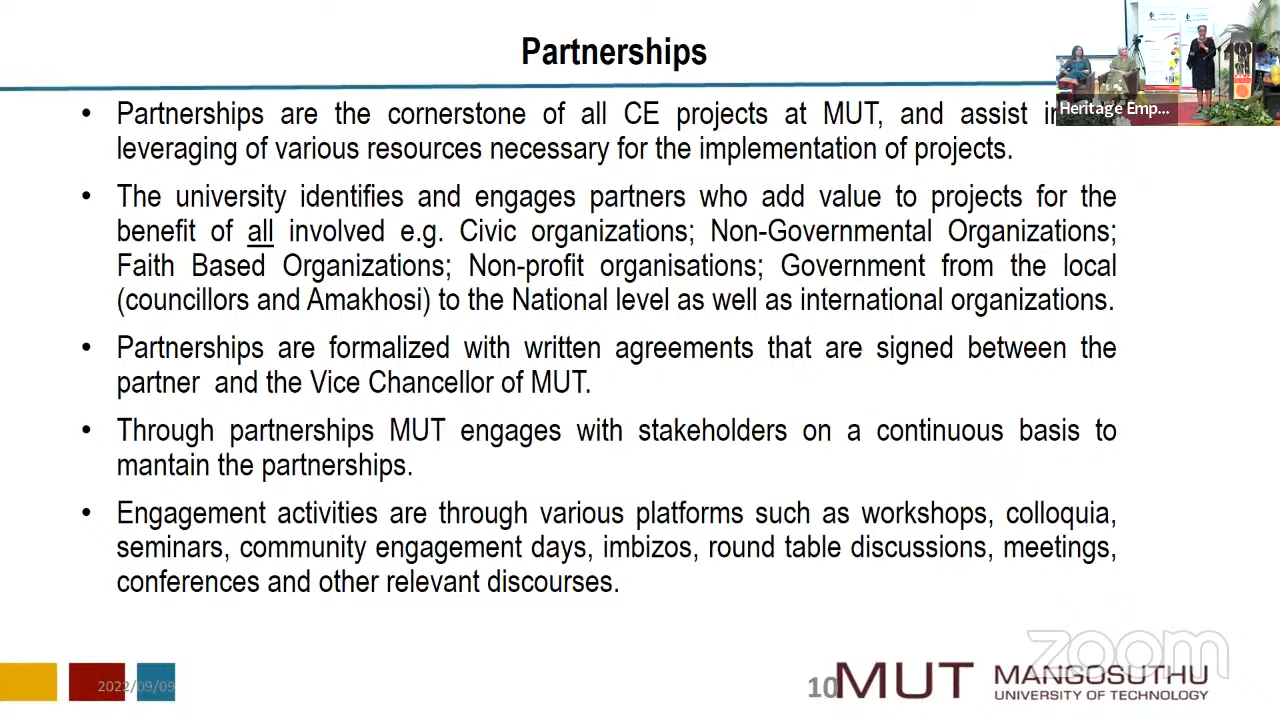 Partnerships
• Partnerships are the cornerstone of all CE projects at MUT, and assist in
leveraging of various resources necessary for the implementation of projects.
• The university identifies and engages partners who add value to projects for the
benefit of all involved e.g. Civic organizations; Non-Governmental Organizations;
Faith Based Organizations; Non-profit organisations; Government from the local
(councillors and Amakhosi) to the National level as well as international organizations.
• Partnerships are formalized with written agreements that are signed between the
partner and the Vice Chancellor of MUT.
• Through partnerships MUT engages with stakeholders on a continuous basis to
mantain the partnerships.
• Engagement activities are through various platforms such as workshops, colloquia,
seminars, community engagement days, imbizos, round table discussions, meetings,
conferences and other relevant discourses.
Heritage Emp...
zoom
2022/09/09
10
MUT
MANGOSUTHU
UNIVERSITY OF TECHNOLOGY